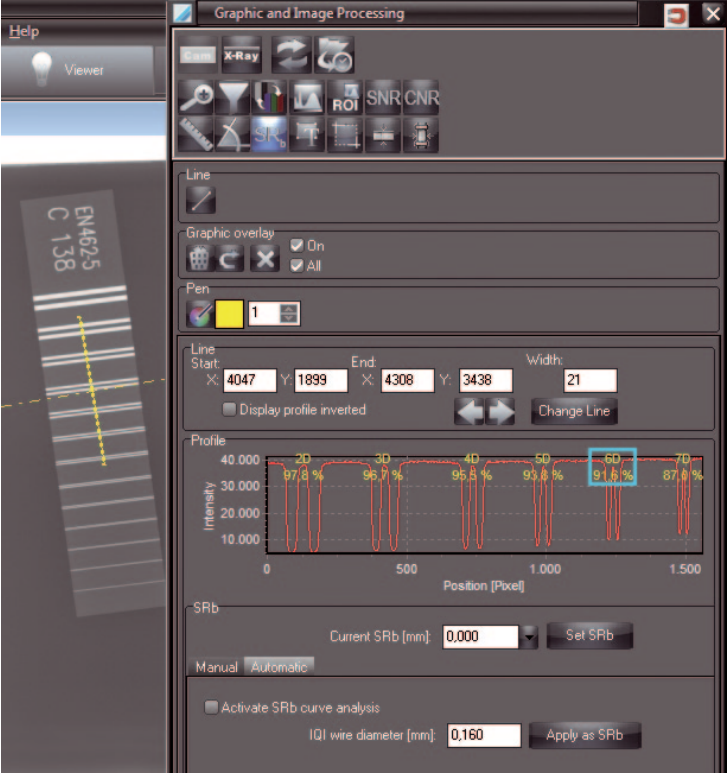 Graphic and Image Processing
Help
Viewer
Cam X-Ray
ROI SNR CNR
SRb T
EN462-5
C 138
Line
Graphic overlay
On
All
Pen
1
Line
Start: End: Width:
X: 4047 Y: 1899 X: 4308 Y: 3438 21
Display profile inverted
Change Line
Profile
Intensity
40.000
30.000
20.000
10.000
2D 3D 4D 5D 6D 7D
97,8 % 96,7 % 95,5 % 93,8 % 91,6 % 87,0 %
0 500 1.000 1.500
Position [Pixel]
SRb
Current SRb [mm]: 0,000 Set SRb
Manual Automatic
Activate SRb curve analysis
IQI wire diameter [mm]: 0,160 Apply as SRb